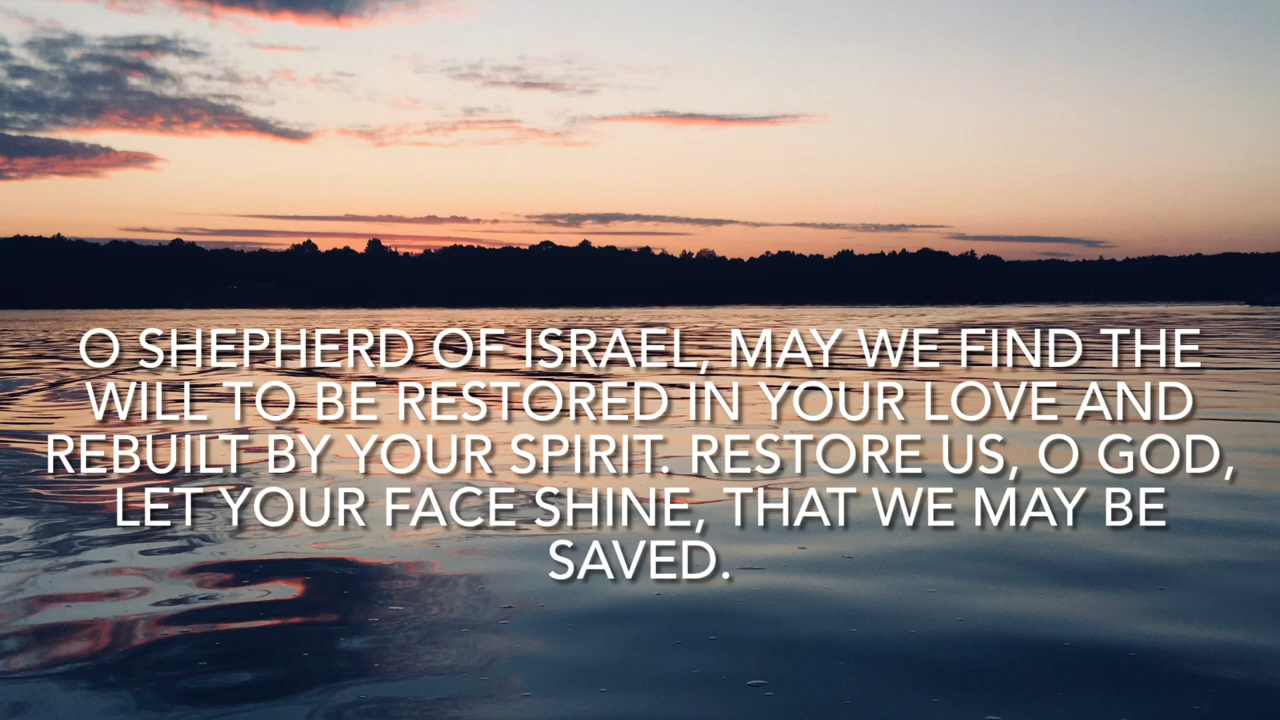 O SHEPHERD OF ISRAEL, MAY WE FIND THE
WILL TO BE RESTORED IN YOUR LOVE AND
REBUILT BY YOUR SPIRIT. RESTORE US, O GOD,
LET YOUR FACE SHINE, THAT WE MAY BE
SAVED.